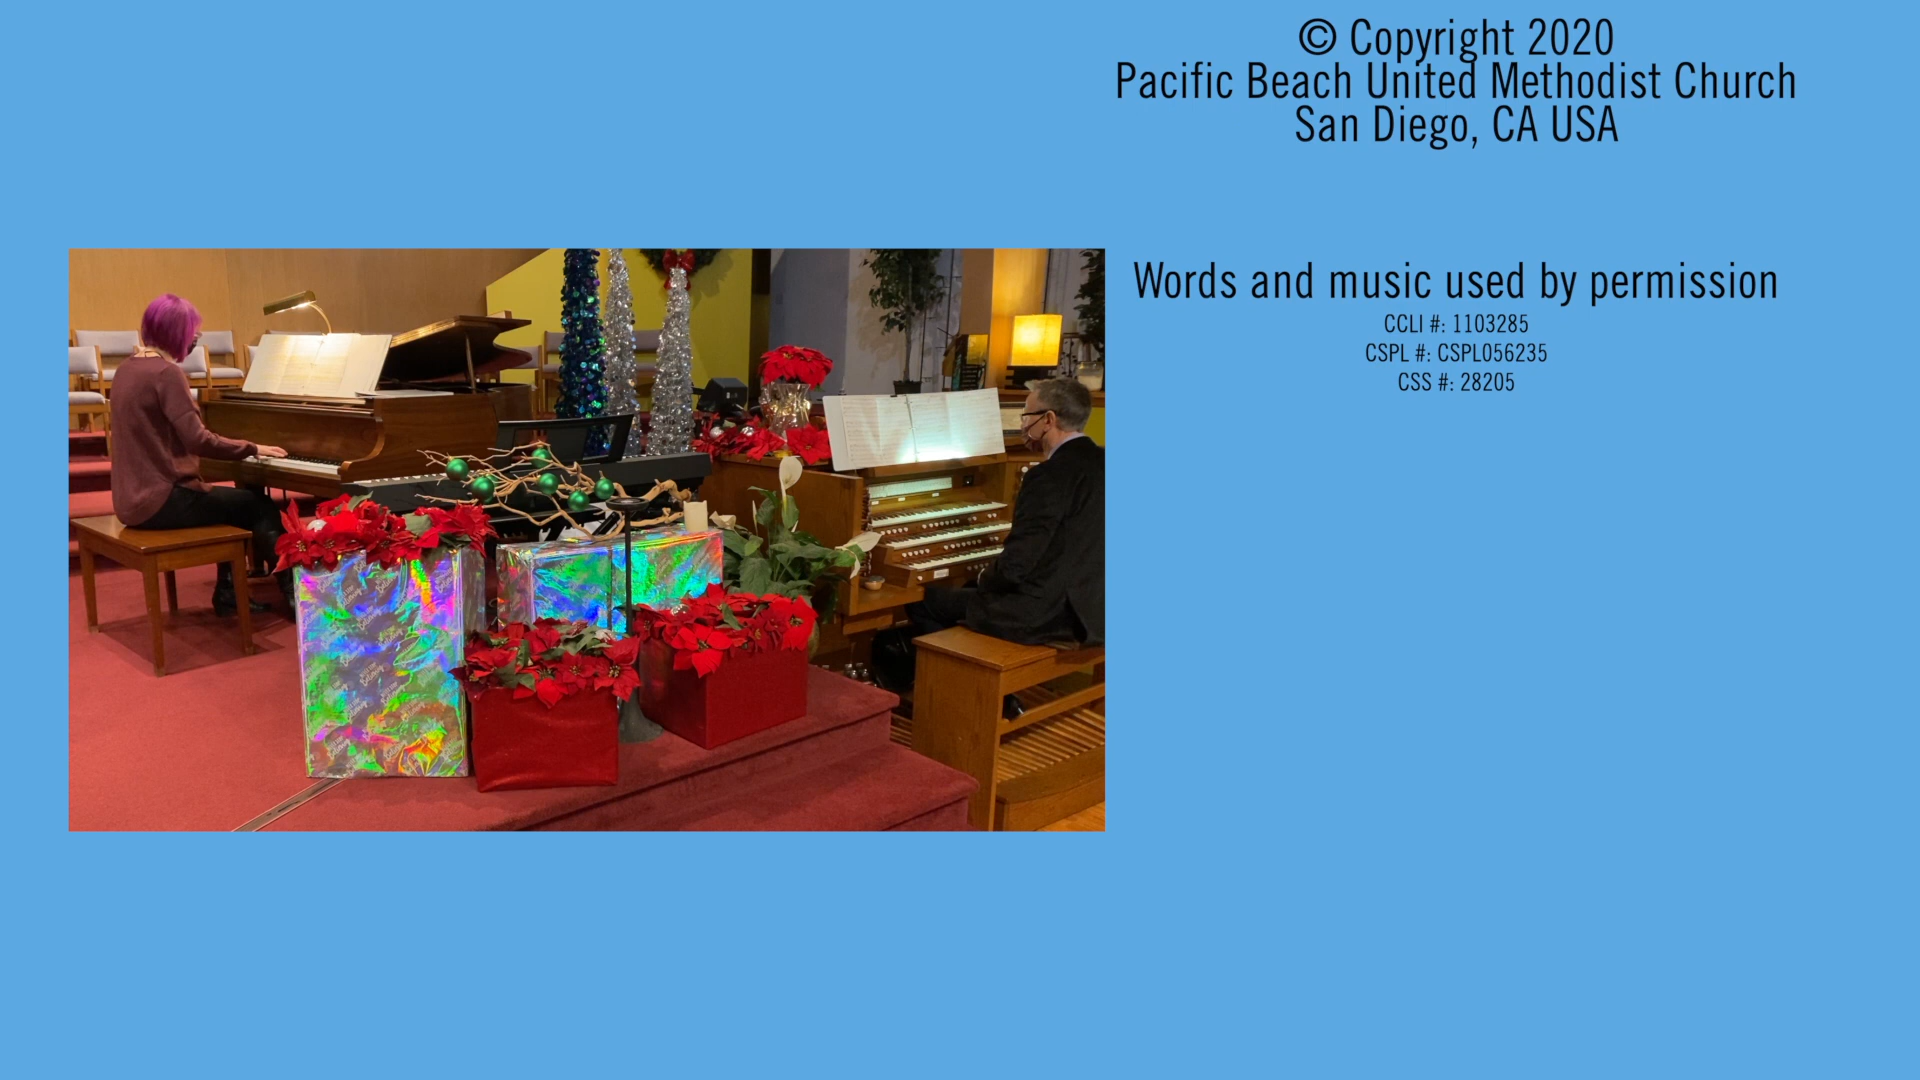 © Copyright 2020
Pacific Beach United Methodist Church
San Diego, CA USA
Words and music used by permission
CCLI #: 1103285
CSPL #: CSPL056235
CSS #: 28205